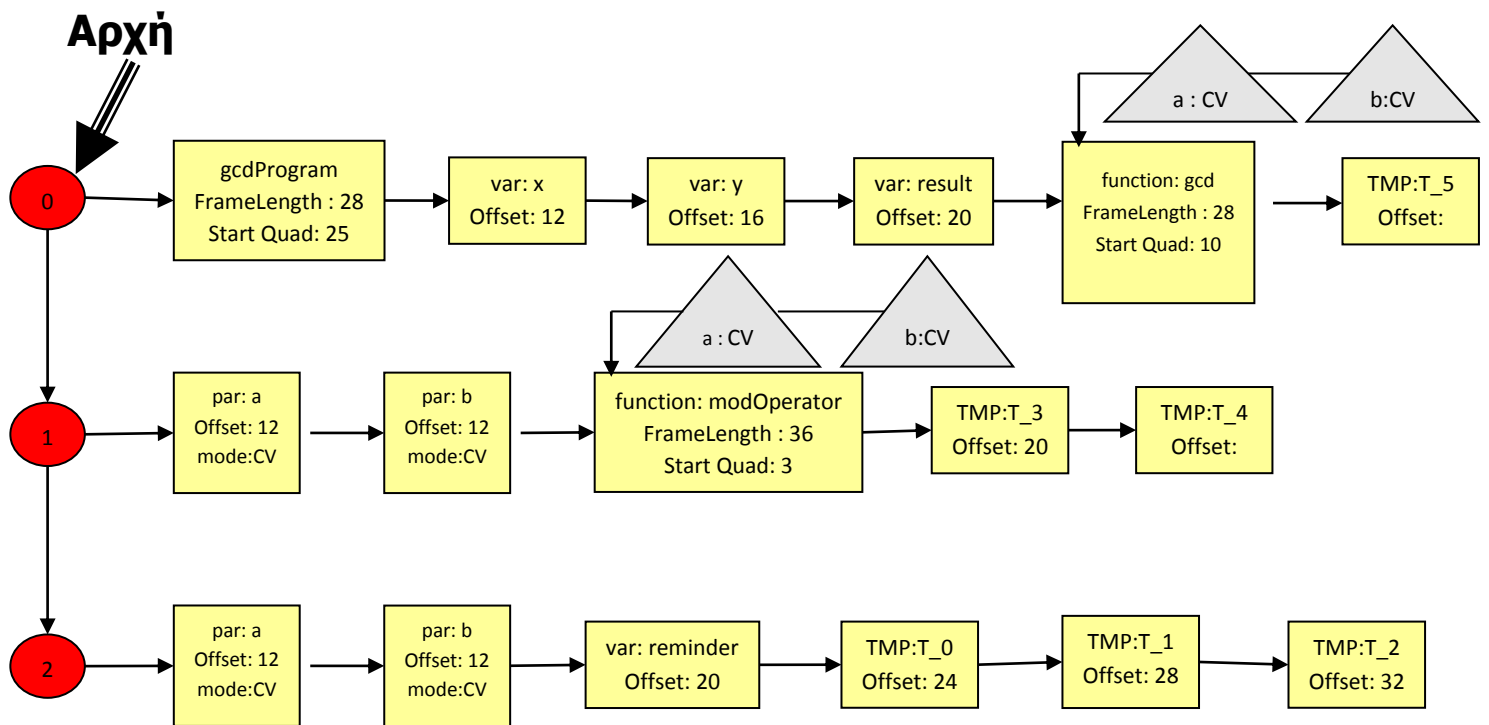 Αρχή
a : CV
b:CV
0
gcdProgram
FrameLength : 28
Start Quad: 25
var: x
Offset: 12
var: y
Offset: 16
var: result
Offset: 20
function: gcd
FrameLength : 28
Start Quad: 10
TMP:T_5
Offset:
a : CV
b:CV
1
par: a
Offset: 12
mode:CV
par: b
Offset: 12
mode:CV
function: modOperator
FrameLength : 36
Start Quad: 3
TMP:T_3
Offset: 20
TMP:T_4
Offset:
2
par: a
Offset: 12
mode:CV
par: b
Offset: 12
mode:CV
var: reminder
Offset: 20
TMP:T_0
Offset: 24
TMP:T_1
Offset: 28
TMP:T_2
Offset: 32